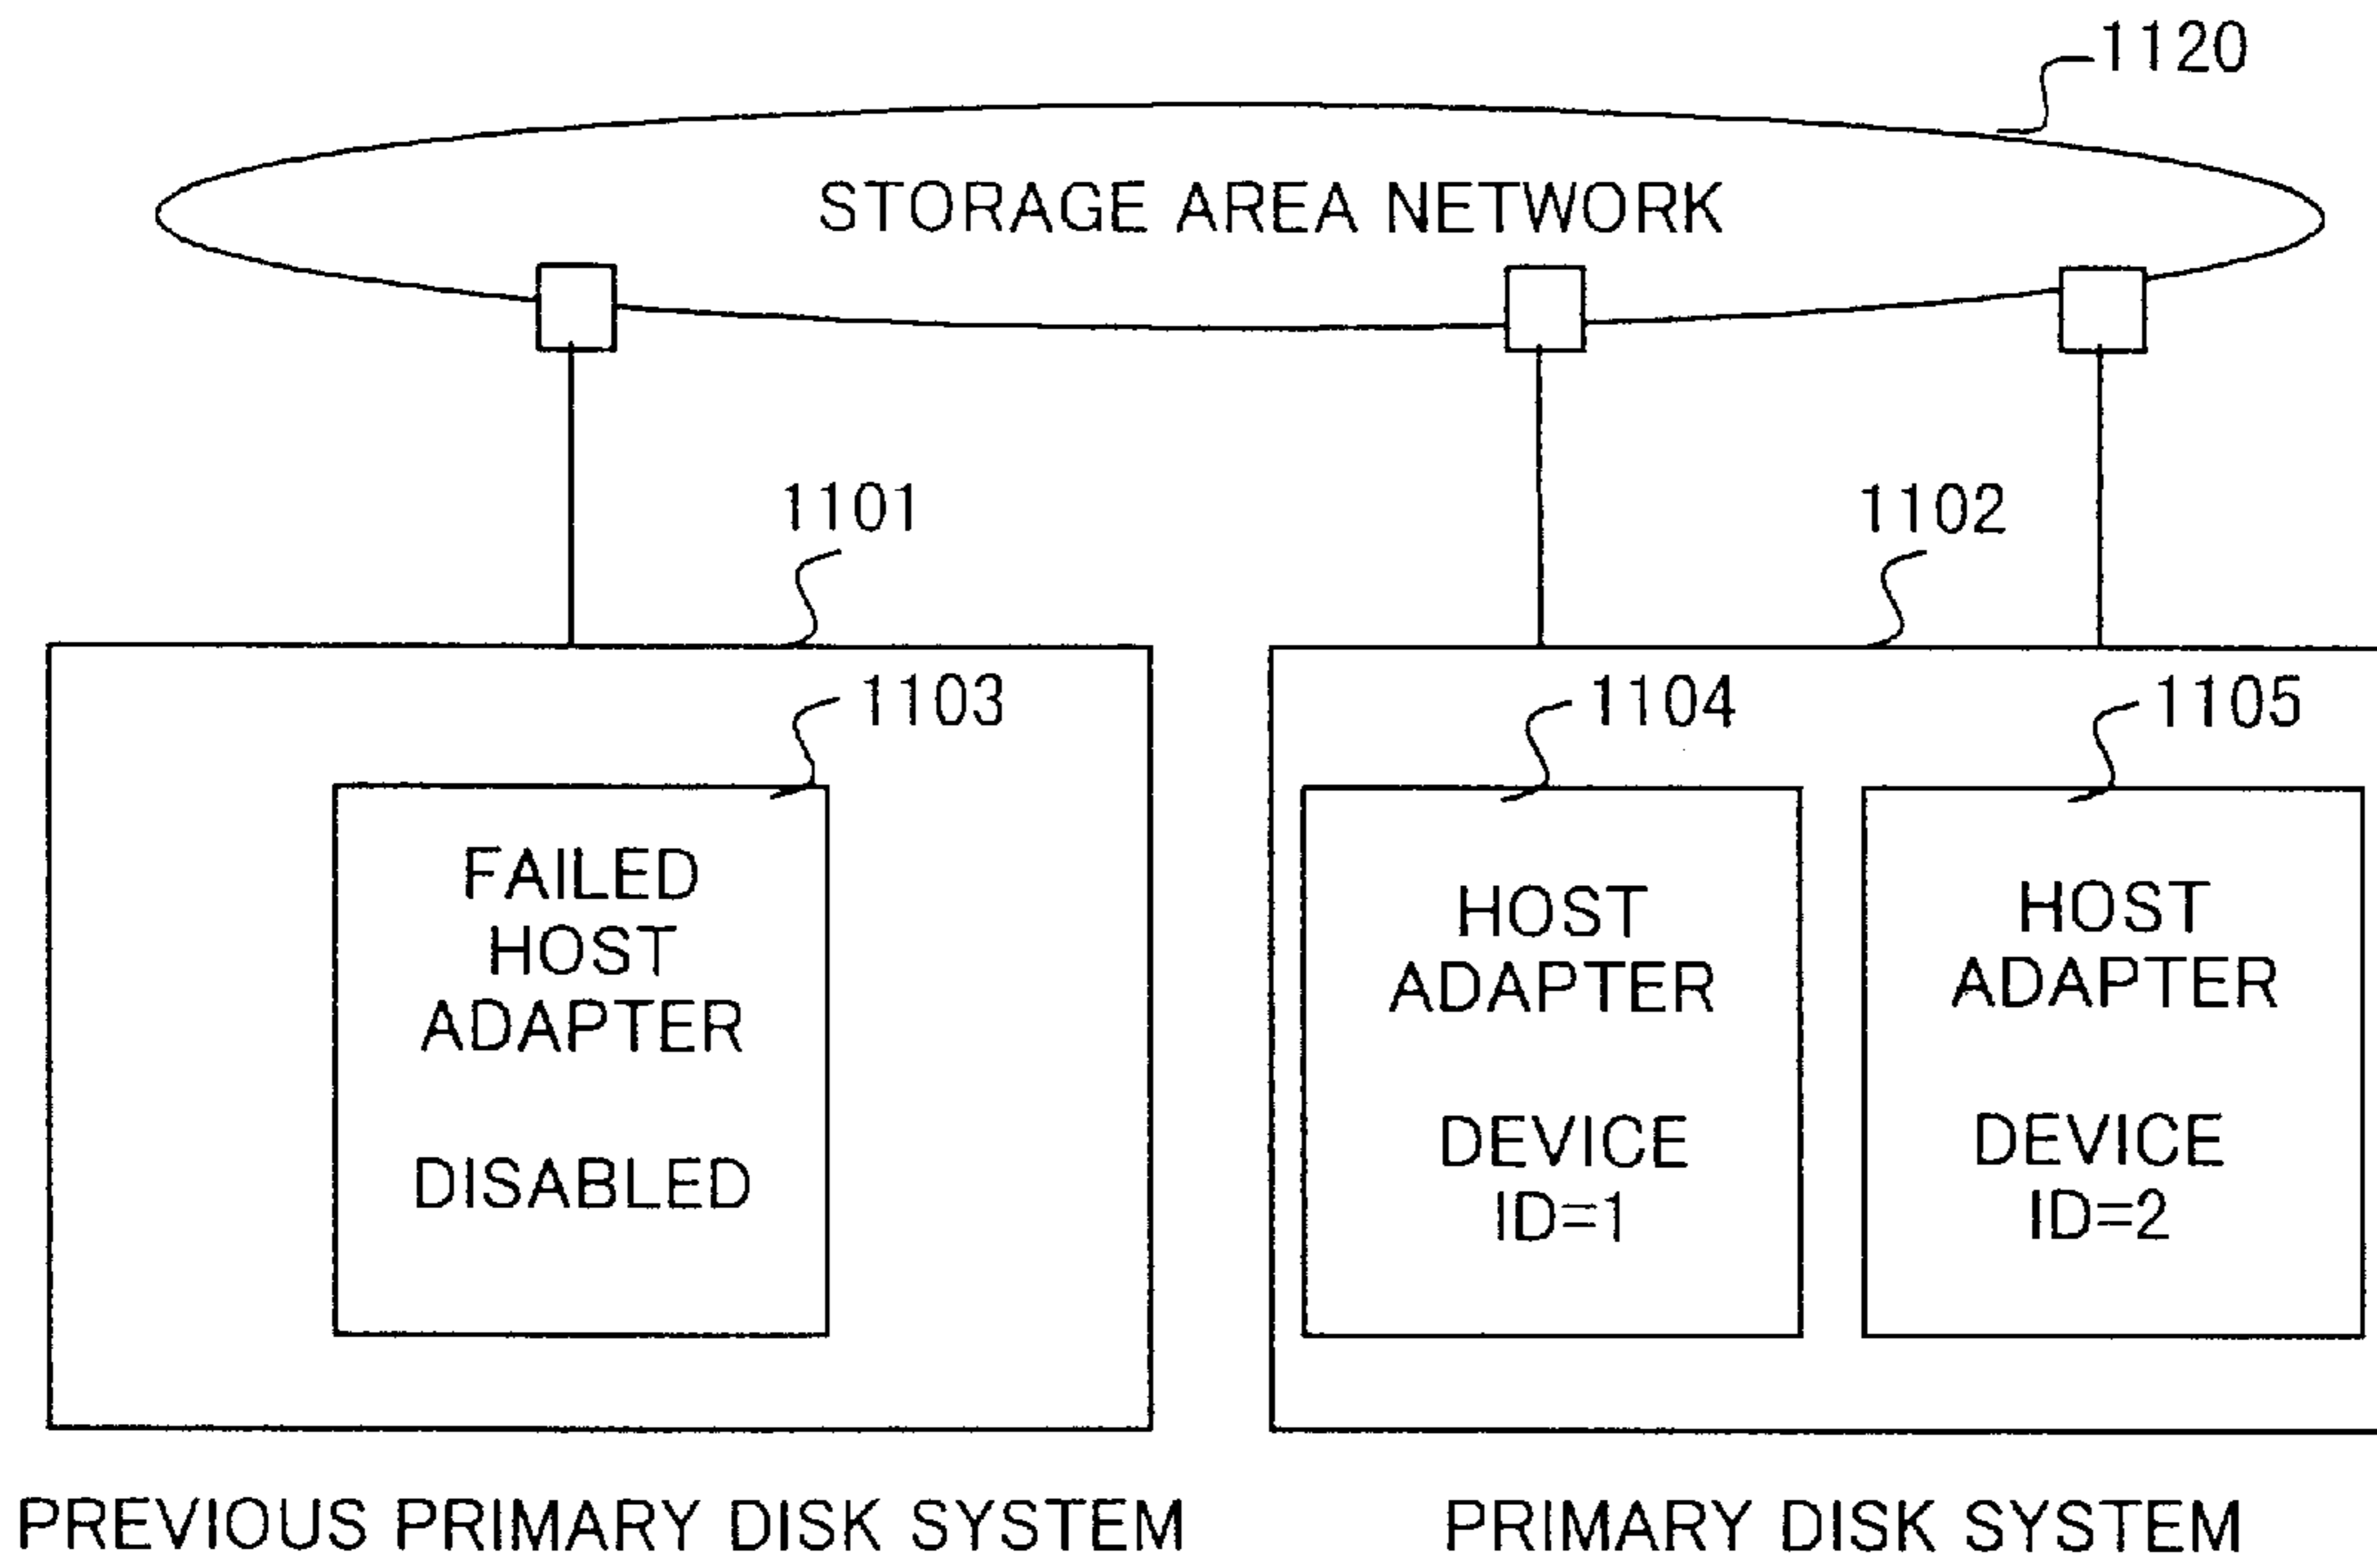 1120
STORAGE AREA NETWORK
1101
1102
1103
1104
1105
FAILED
HOST
ADAPTER
DISABLED
HOST
ADAPTER
DEVICE
ID=1
HOST
ADAPTER
DEVICE
ID=2
PREVIOUS PRIMARY DISK SYSTEM
PRIMARY DISK SYSTEM